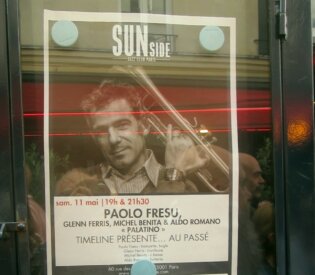 SUNSIDE
JAZZ CLUB PARIS
sam. 11 mai | 19h & 21h30
PAOLO FRESU,
GLENN FERRIS, MICHEL BENITA & ALDO ROMANO
« PALATINO »
TIMELINE PRÉSENTE... AU PASSÉ